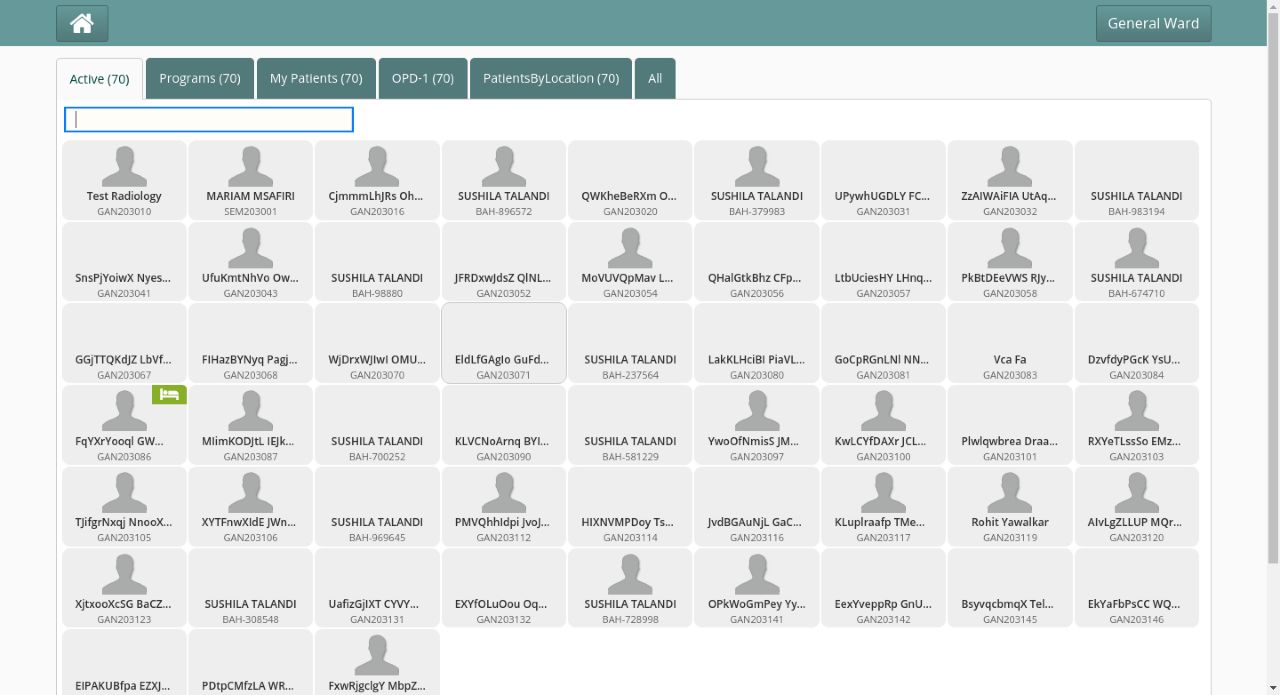 General Ward
Active (70)
Programs (70)
My Patients (70)
OPD-1 (70)
PatientsByLocation (70)
All
Test Radiology
GAN203010
MARIAM MSAFIRI
SEM203001
CjmmmLhJRs Oh...
GAN203016
SUSHILA TALANDI
BAH-896572
QWKheBeRXm O...
GAN203020
SUSHILA TALANDI
BAH-379983
UPywhUGDLY FC...
GAN203031
ZzAIWAiFIA UtAq...
GAN203032
SUSHILA TALANDI
BAH-983194
SnsPjYoiwX Nyes...
GAN203041
UfuKmtNhVo Ow...
GAN203043
SUSHILA TALANDI
BAH-98880
JFRDxwJdsZ QlNL...
GAN203052
MoVUVQpMav L...
GAN203054
QHalGtkBhz CFp...
GAN203056
LtbUciesHY LHnq...
GAN203057
PkBtDEeVWS RJy...
GAN203058
SUSHILA TALANDI
BAH-674710
GGjTTQKdJZ LbVf...
GAN203067
FIHazBYNyq Pagj...
GAN203068
WjDrxWJIwI OMU...
GAN203070
EldLfGAgIo GuFd...
GAN203071
SUSHILA TALANDI
BAH-237564
LakKLHciBI PiaVL...
GAN203080
GoCpRGnLNl NN...
GAN203081
Vca Fa
GAN203083
DzvfdyPGcK YsU...
GAN203084
FqYXrYooql GW...
GAN203086
MIimKODJtL IEJk...
GAN203087
SUSHILA TALANDI
BAH-700252
KLVCNoArnq BYI...
GAN203090
SUSHILA TALANDI
BAH-581229
YwoOfNmisS JM...
GAN203097
KwLCYfDAXr JCL...
GAN203100
Plwlqwbrea Draa...
GAN203101
RXYeTLssSo EMz...
GAN203103
TJifgrNxqj NnooX...
GAN203105
XYTFnwXIdE JWn...
GAN203106
SUSHILA TALANDI
BAH-969645
PMVQhhIdpi JvoJ...
GAN203112
HIXNVMPDoy Ts...
GAN203114
JvdBGAuNjL GaC...
GAN203116
KLuplraafp TMe...
GAN203117
Rohit Yawalkar
GAN203119
AIvLgZLLUP MQr...
GAN203120
XjtxooXcSG BaCZ...
GAN203123
SUSHILA TALANDI
BAH-308548
UafizGjIXT CYVY...
GAN203131
EXYfOLuOou Oq...
GAN203132
SUSHILA TALANDI
BAH-728998
OPkWoGmPey Yy...
GAN203141
EexYveppRp GnU...
GAN203142
BsyvqcbmqX Tel...
GAN203145
EkYaFbPsCC WQ...
GAN203146
EIPAKUBfpa EZXJ...
PDtpCMfzLA WR...
FxwRjgclgY MbpZ...